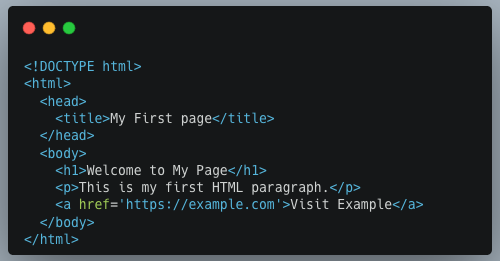 <!DOCTYPE html>
<html>
  <head>
    <title>My First page</title>
  </head>
  <body>
    <h1>Welcome to My Page</h1>
    <p>This is my first HTML paragraph.</p>
    <a href='https://example.com'>Visit Example</a>
  </body>
</html>